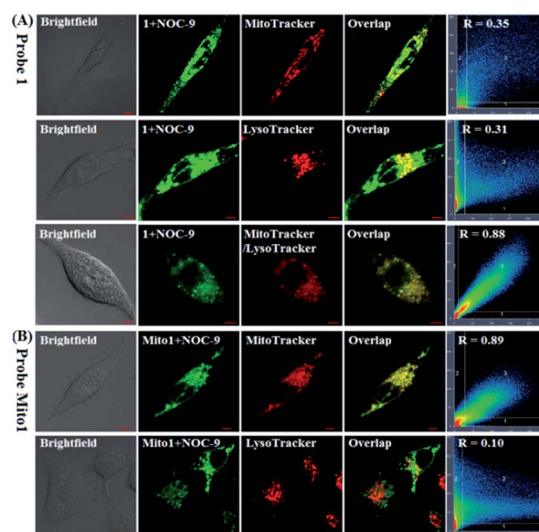 (A)
Probe 1
Brightfield 1+NOC-9 MitoTracker Overlap R = 0.35
Brightfield 1+NOC-9 LysoTracker Overlap R = 0.31
Brightfield 1+NOC-9 MitoTracker Overlap R = 0.88
/LysoTracker
(B)
Probe Mito1
Brightfield Mito1+NOC-9 MitoTracker Overlap R = 0.89
Brightfield Mito1+NOC-9 LysoTracker Overlap R = 0.10